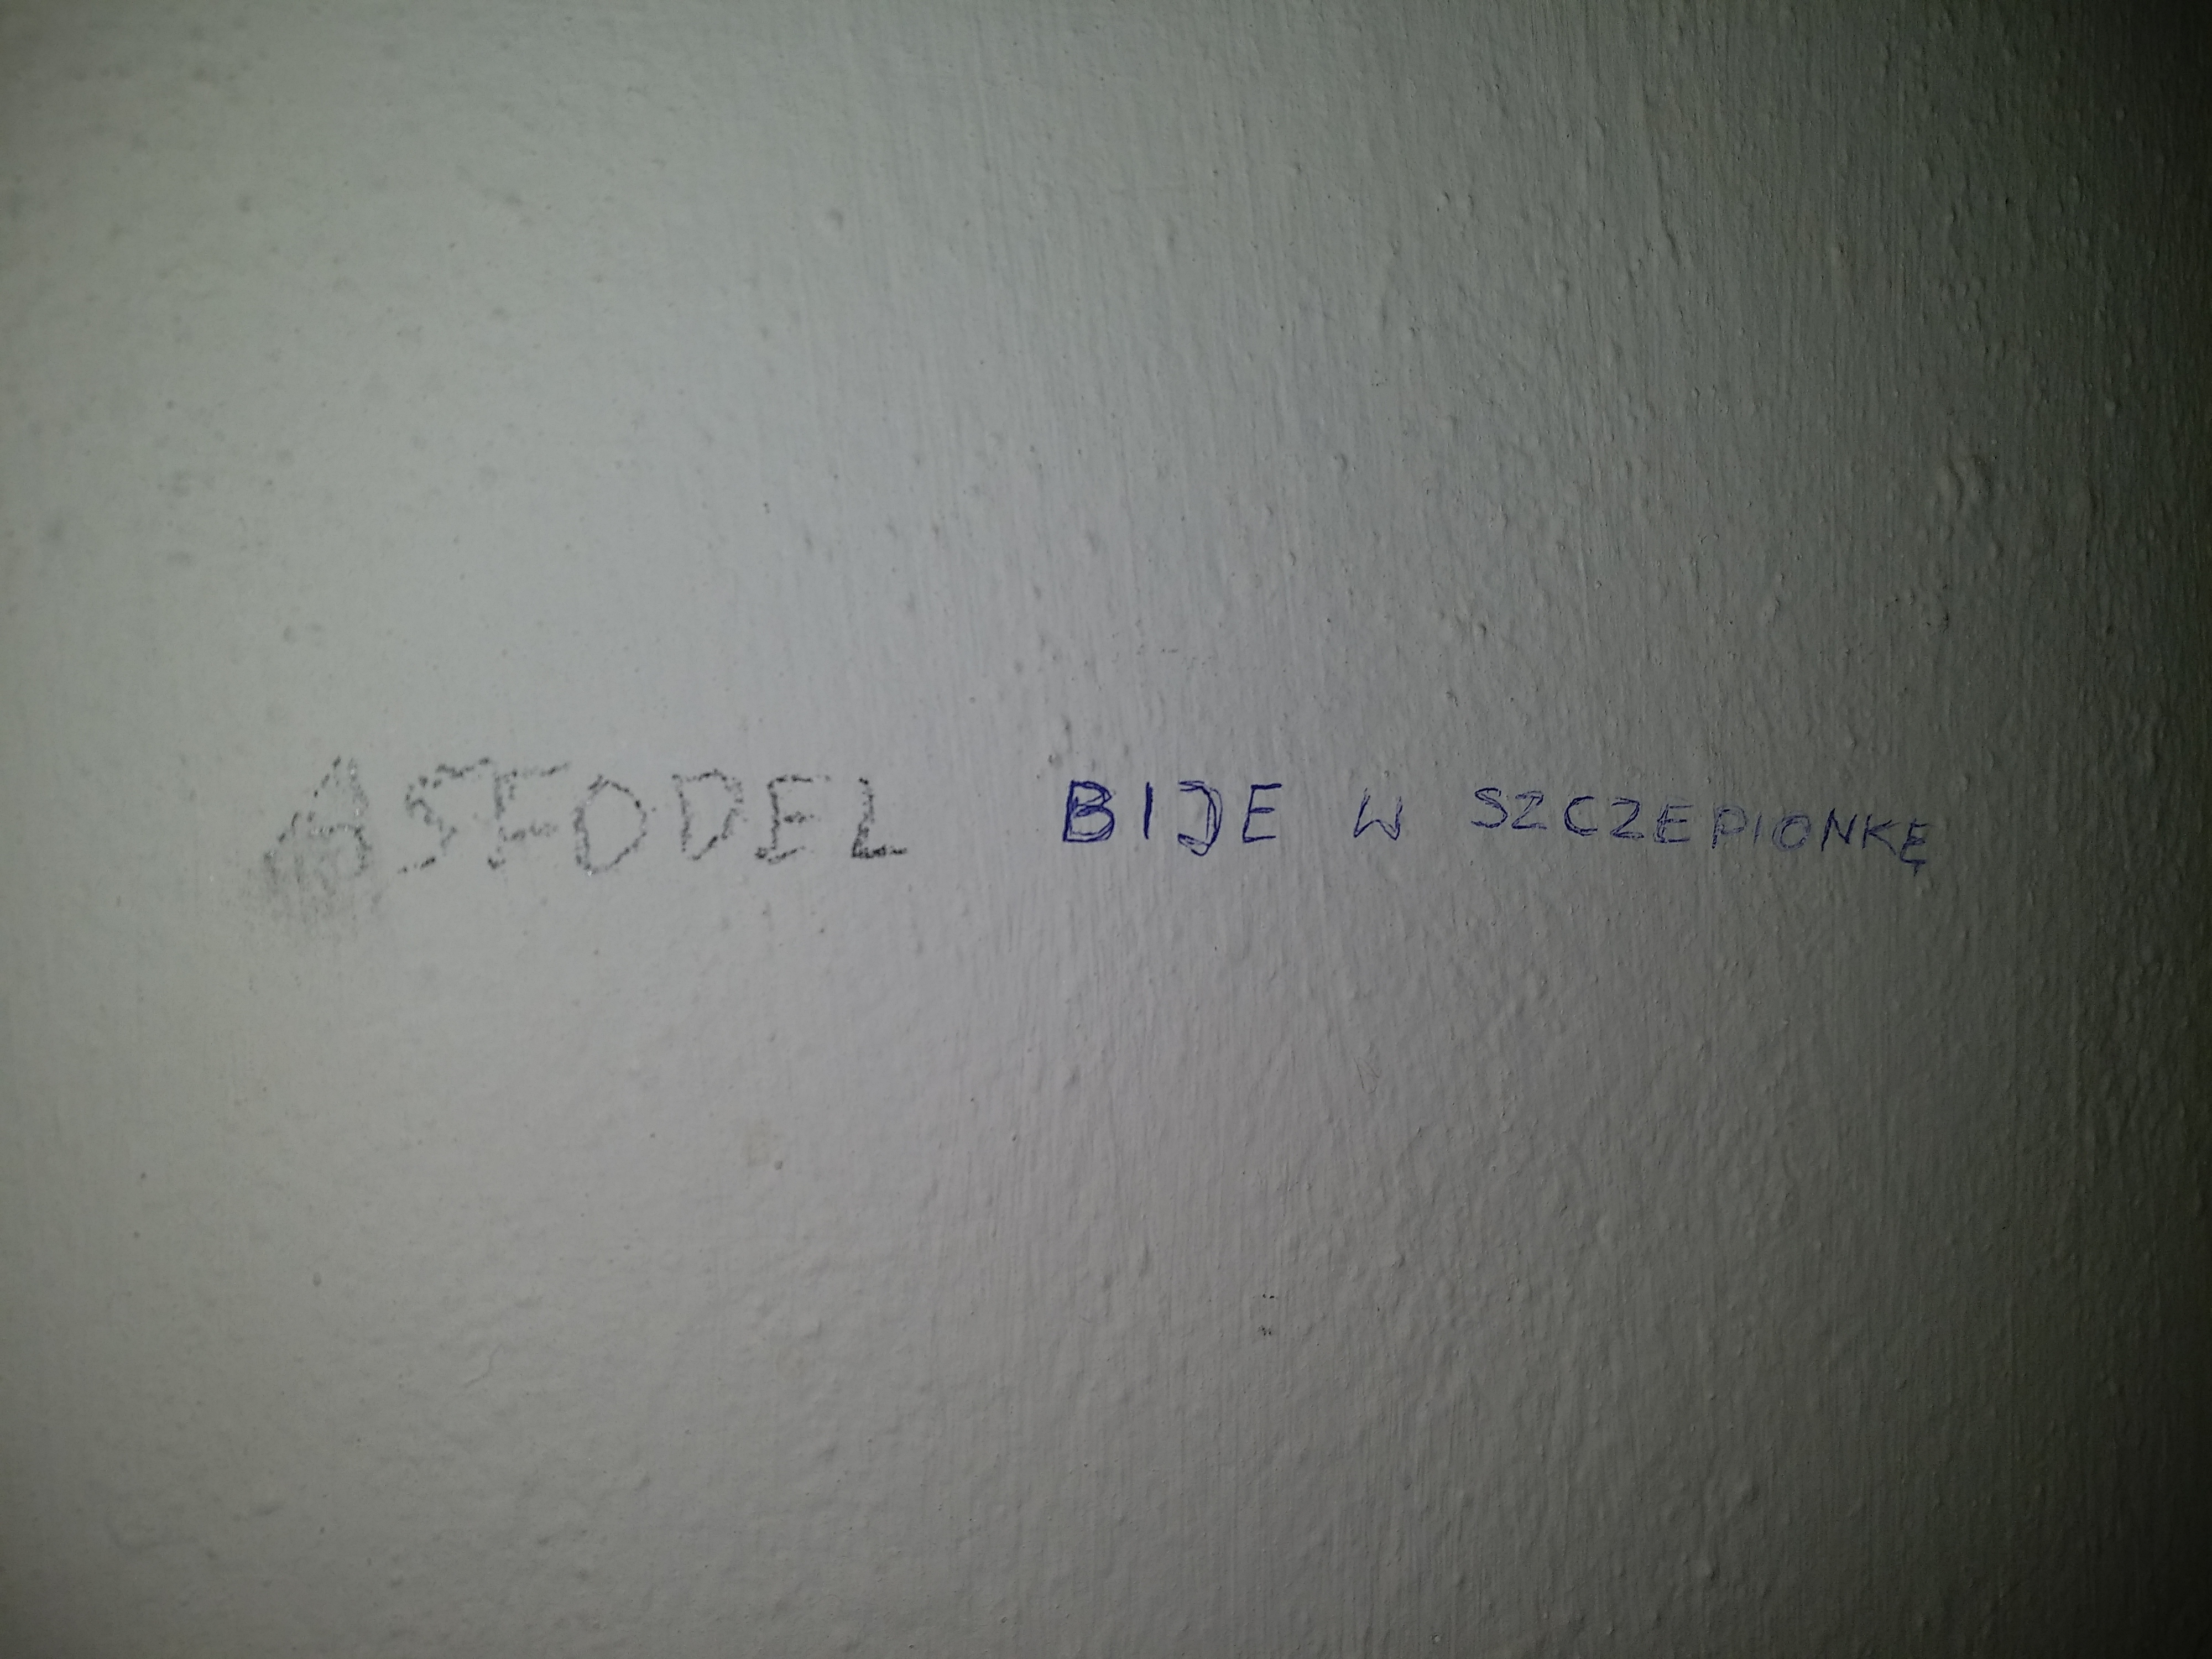 ASFODEL BIJE W SZCZEPIONKĘ